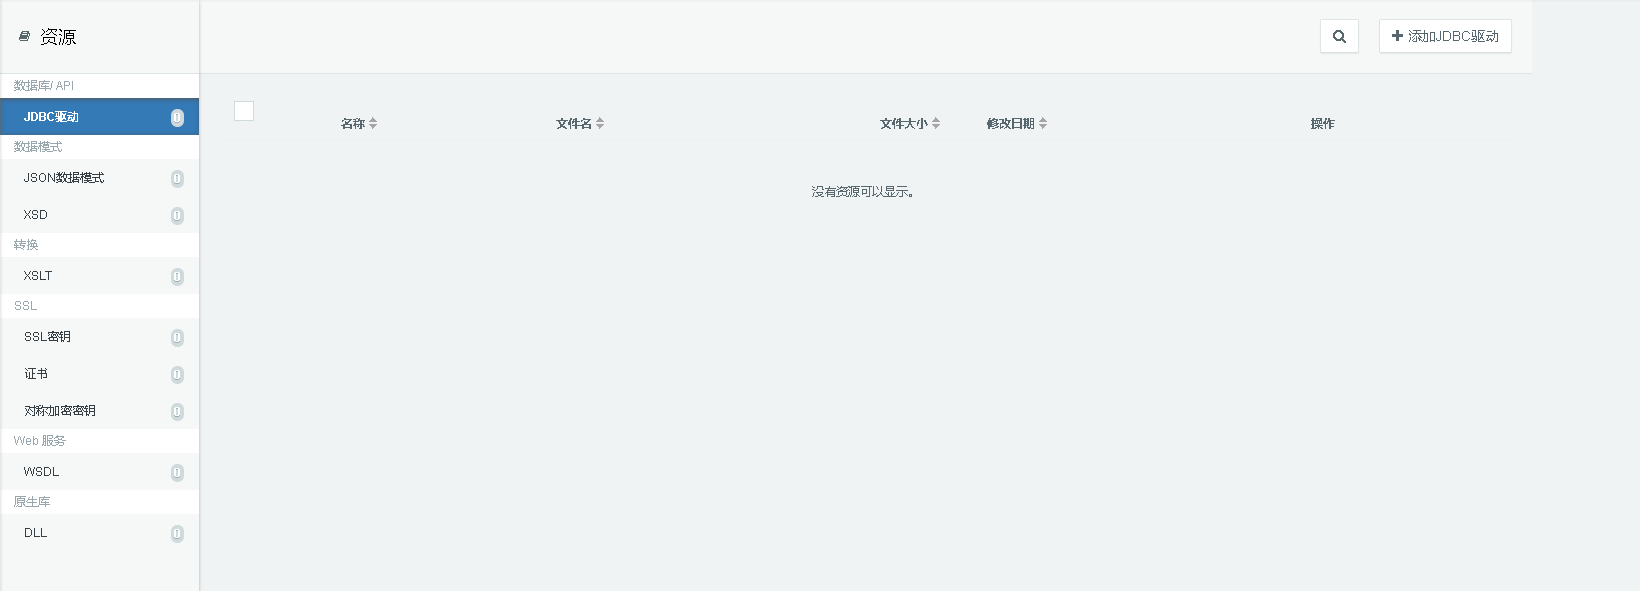 资源
添加JDBC驱动
数据库/ API
JDBC驱动 0
数据模式
JSON数据模式 0
XSD 0
转换
XSLT 0
SSL
SSL密钥 0
证书 0
对称加密密钥 0
Web 服务
WSDL 0
原生库
DLL 0
名称 文件名 文件大小 修改日期 操作
没有资源可以显示。